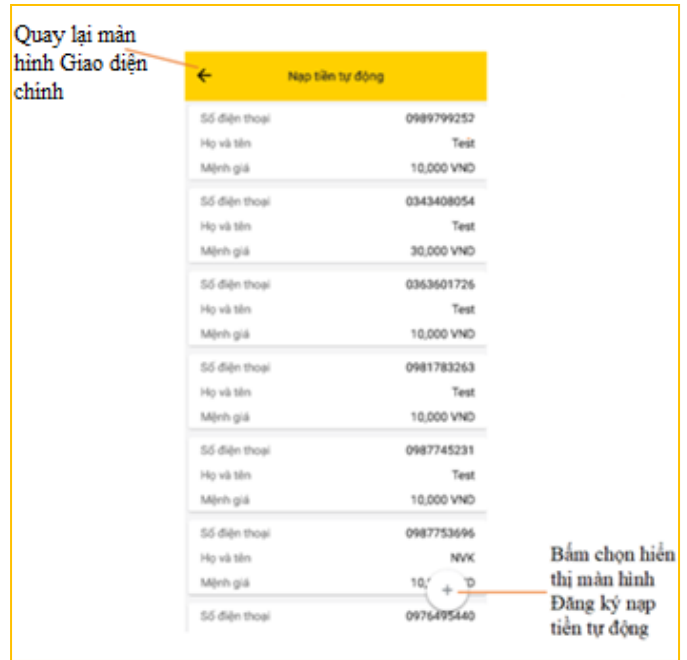 Quay lại màn
hình Giao diện
chính
Nạp tiền tự động
Số điện thoại 0989799252
Họ và tên Test
Mệnh giá 10,000 VND
Số điện thoại 0343408054
Họ và tên Test
Mệnh giá 30,000 VND
Số điện thoại 0363601726
Họ và tên Test
Mệnh giá 10,000 VND
Số điện thoại 0981783263
Họ và tên Test
Mệnh giá 10,000 VND
Số điện thoại 0987745231
Họ và tên Test
Mệnh giá 10,000 VND
Số điện thoại 0987753696
Họ và tên NVK
Mệnh giá
Số điện thoại 0976495440
Bấm chọn hiển
thị màn hình
Đăng ký nạp
tiền tự động